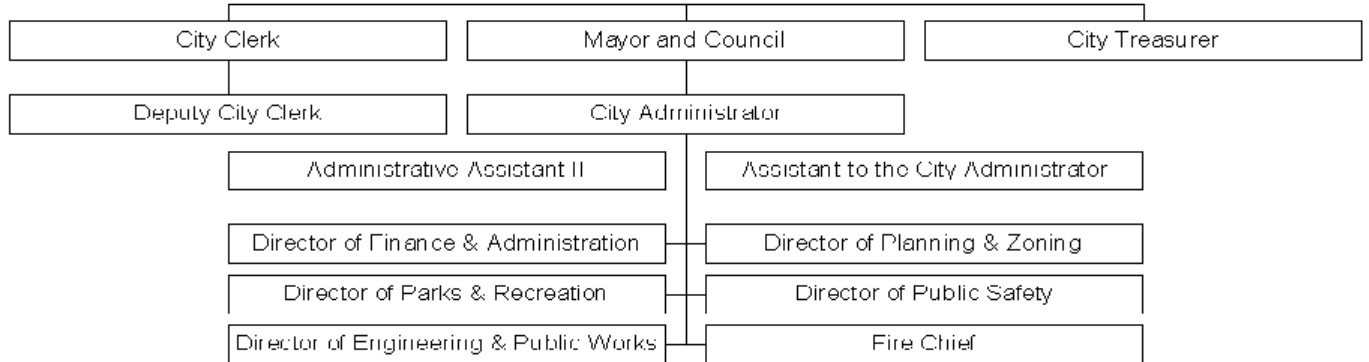 City Clerk
Mayor and Council
City Treasurer
Deputy City Clerk
City Administrator
Administrative Assistant II
Assistant to the City Administrator
Director of Finance & Administration
Director of Planning & Zoning
Director of Parks & Recreation
Director of Public Safety
Director of Engineering & Public Works
Fire Chief